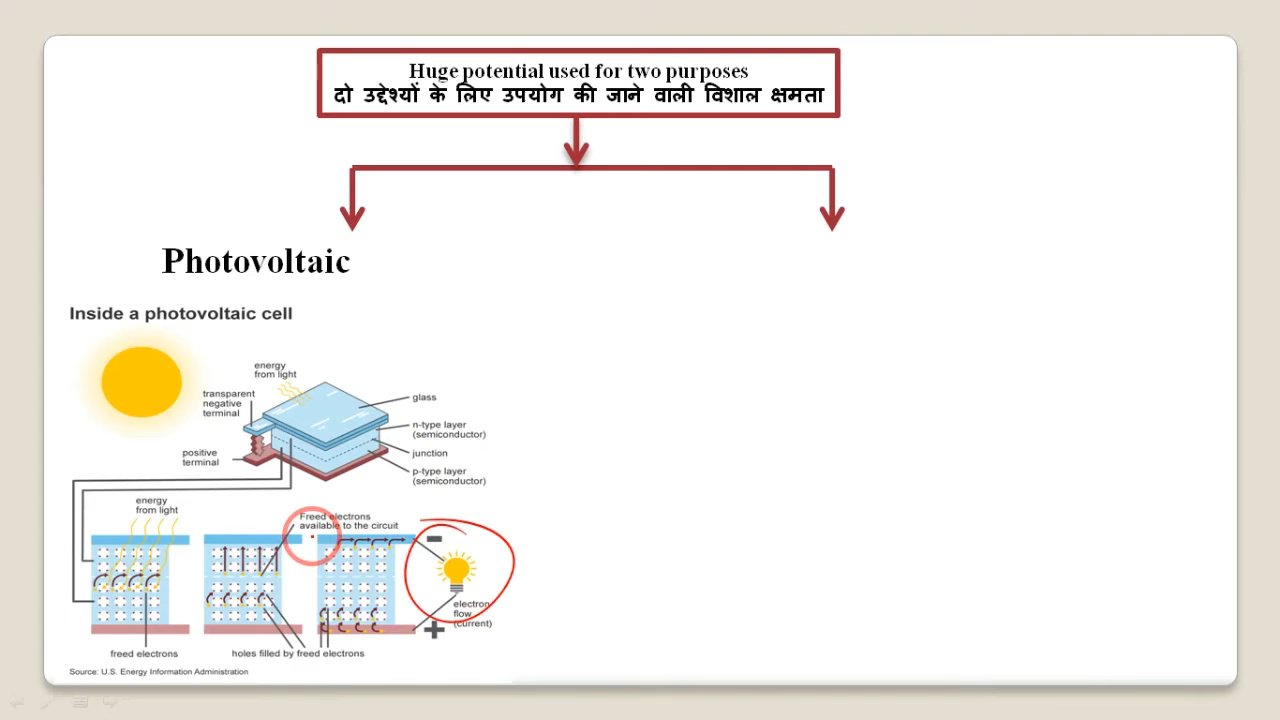 Huge potential used for two purposes
दो उद्देश्यों के लिए उपयोग की जाने वाली विशाल क्षमता
Photovoltaic
Inside a photovoltaic cell
energy
from light
transparent
negative
terminal
glass
n-type layer
(semiconductor)
junction
positive
terminal
p-type layer
(semiconductor)
energy
from light
Freed electrons
available to the circuit
−
electron
flow
(current)
+
freed electrons
holes filled by freed electrons
Source: U.S. Energy Information Administration